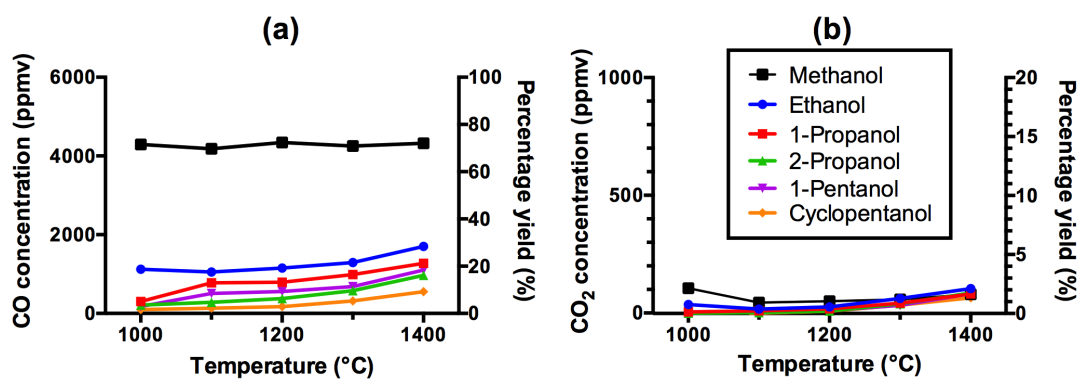 (a)
CO concentration (ppmv)
6000
4000
2000
0
100
80
60
40
20
0
Percentage yield (%)
1000
1200
1400
Temperature (°C)
(b)
CO2 concentration (ppmv)
1000
500
0
Methanol
Ethanol
1-Propanol
2-Propanol
1-Pentanol
Cyclopentanol
20
15
10
5
0
Percentage yield (%)
1000
1100
1200
1300
1400
Temperature (°C)